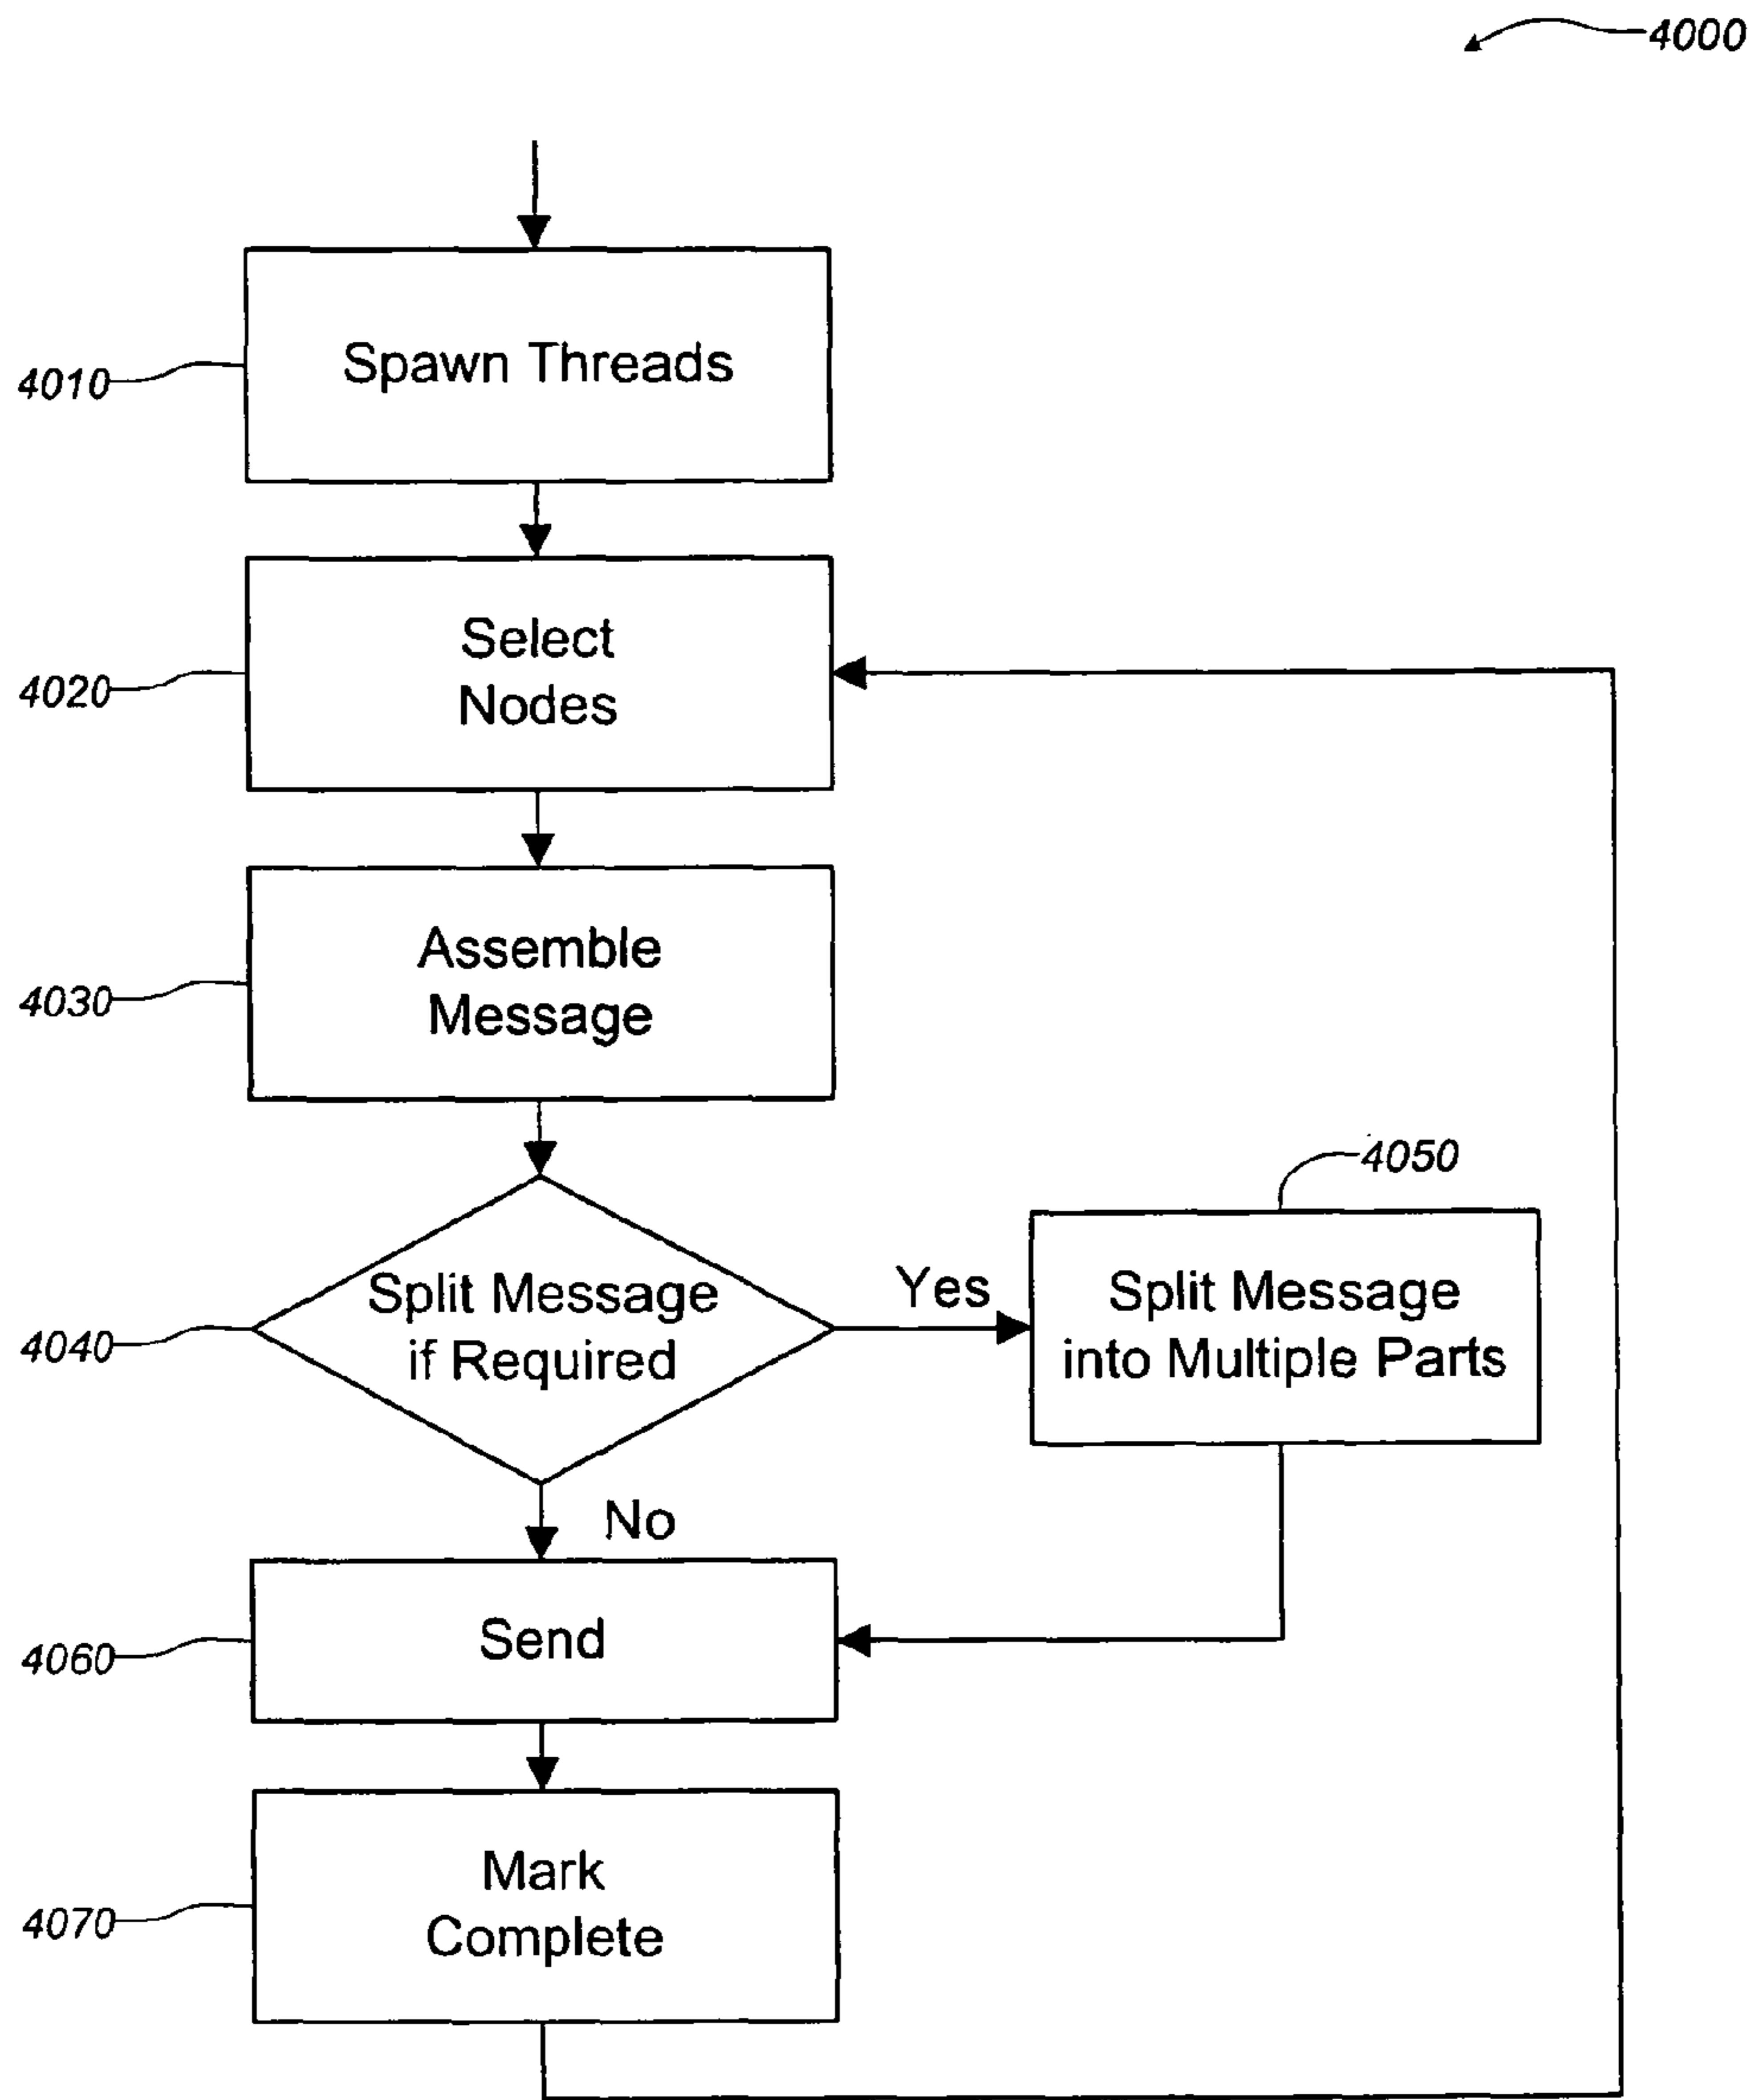 4000
Spawn Threads
4010
Select
Nodes
4020
Assemble
Message
4030
4050
Split Message
if Required
4040
Yes
Split Message
into Multiple Parts
No
Send
4060
Mark
Complete
4070